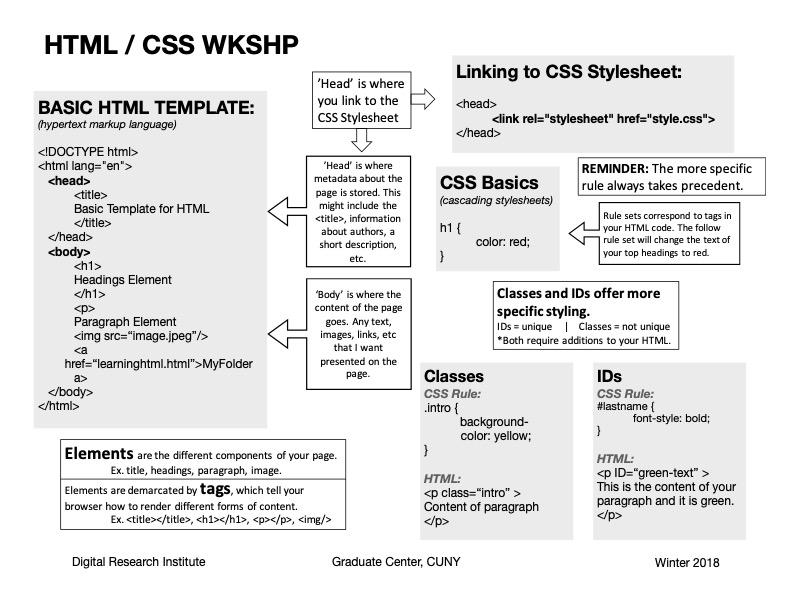 HTML / CSS WKSHP
BASIC HTML TEMPLATE:
(hypertext markup language)
<!DOCTYPE html>
<html lang="en">
<head>
<title>
Basic Template for HTML
</title>
</head>
<body>
<h1>
Headings Element
</h1>
<p>
Paragraph Element
<img src=“image.jpeg”/>
<a
href=“learninghtml.html”>MyFolder
a>
</body>
</html>
‘Head’ is where
you link to the
CSS Stylesheet
‘Head’ is where
metadata about the
page is stored. This
might include the
<title>, information
about authors, a
short description,
etc.
‘Body’ is where the
content of the page
goes. Any text,
images, links, etc
that I want
presented on the
page.
Linking to CSS Stylesheet:
<head>
<link rel="stylesheet" href="style.css">
</head>
CSS Basics
(cascading stylesheets)
h1 {
color: red;
}
REMINDER: The more specific
rule always takes precedent.
Rule sets correspond to tags in
your HTML code. The follow
rule set will change the text of
your top headings to red.
Classes and IDs offer more
specific styling.
IDs = unique | Classes = not unique
*Both require additions to your HTML.
Classes
CSS Rule:
.intro {
background-
color: yellow;
}
HTML:
<p class=“intro” >
Content of paragraph
</p>
IDs
CSS Rule:
#lastname {
font-style: bold;
}
HTML:
<p ID=“green-text” >
This is the content of your
paragraph and it is green.
</p>
Elements are the different components of your page.
Ex. title, headings, paragraph, image.
Elements are demarcated by tags, which tell your
browser how to render different forms of content.
Ex. <title></title>, <h1></h1>, <p></p>, <img/>
Digital Research Institute
Graduate Center, CUNY
Winter 2018